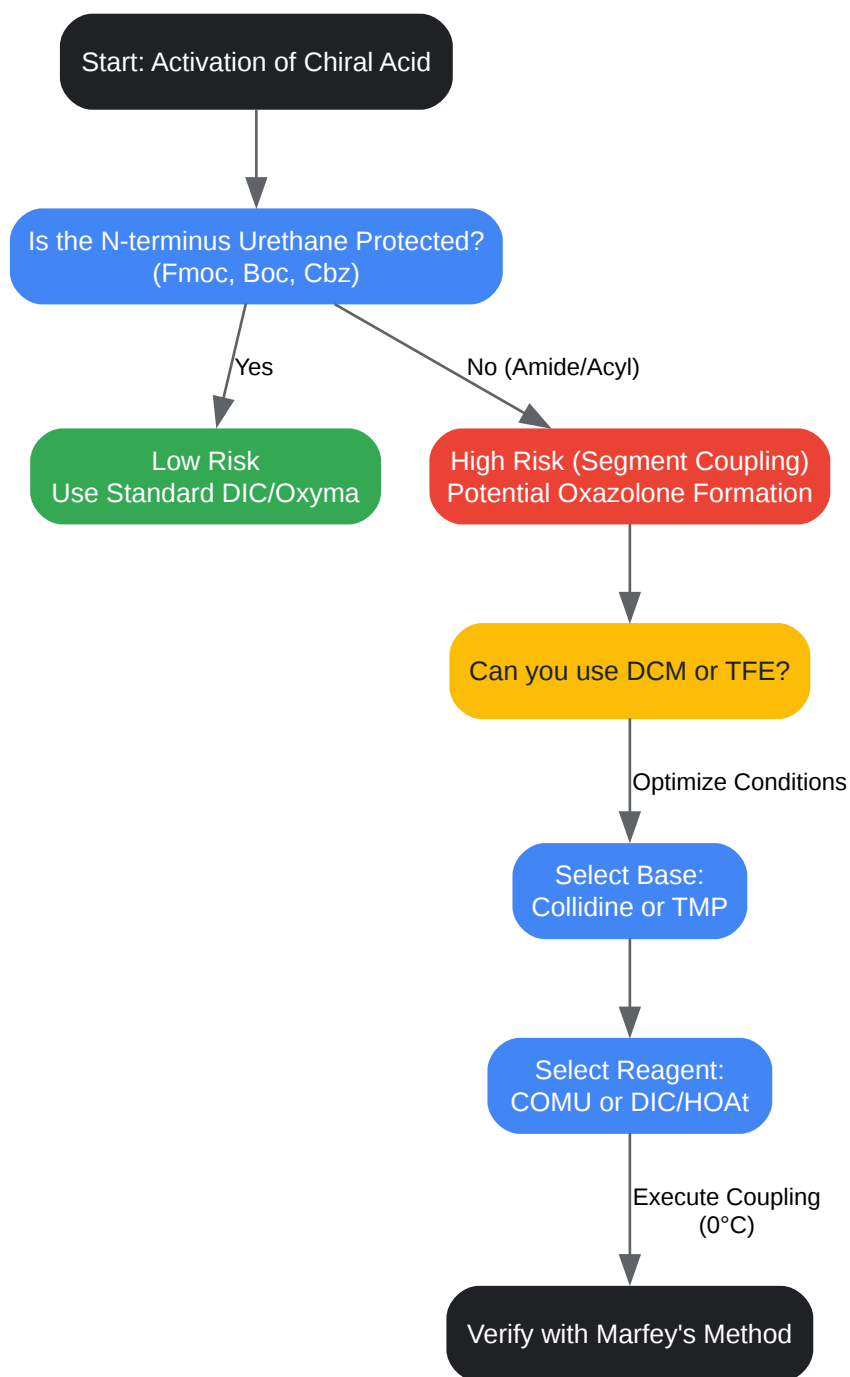 Start: Activation of Chiral Acid
Is the N-terminus Urethane Protected?
(Fmoc, Boc, Cbz)
Yes
No (Amide/Acyl)
Low Risk
Use Standard DIC/Oxyma
High Risk (Segment Coupling)
Potential Oxazolone Formation
Can you use DCM or TFE?
Optimize Conditions
Select Base:
Collidine or TMP
Select Reagent:
COMU or DIC/HOAt
Execute Coupling
(0°C)
Verify with Marfey's Method